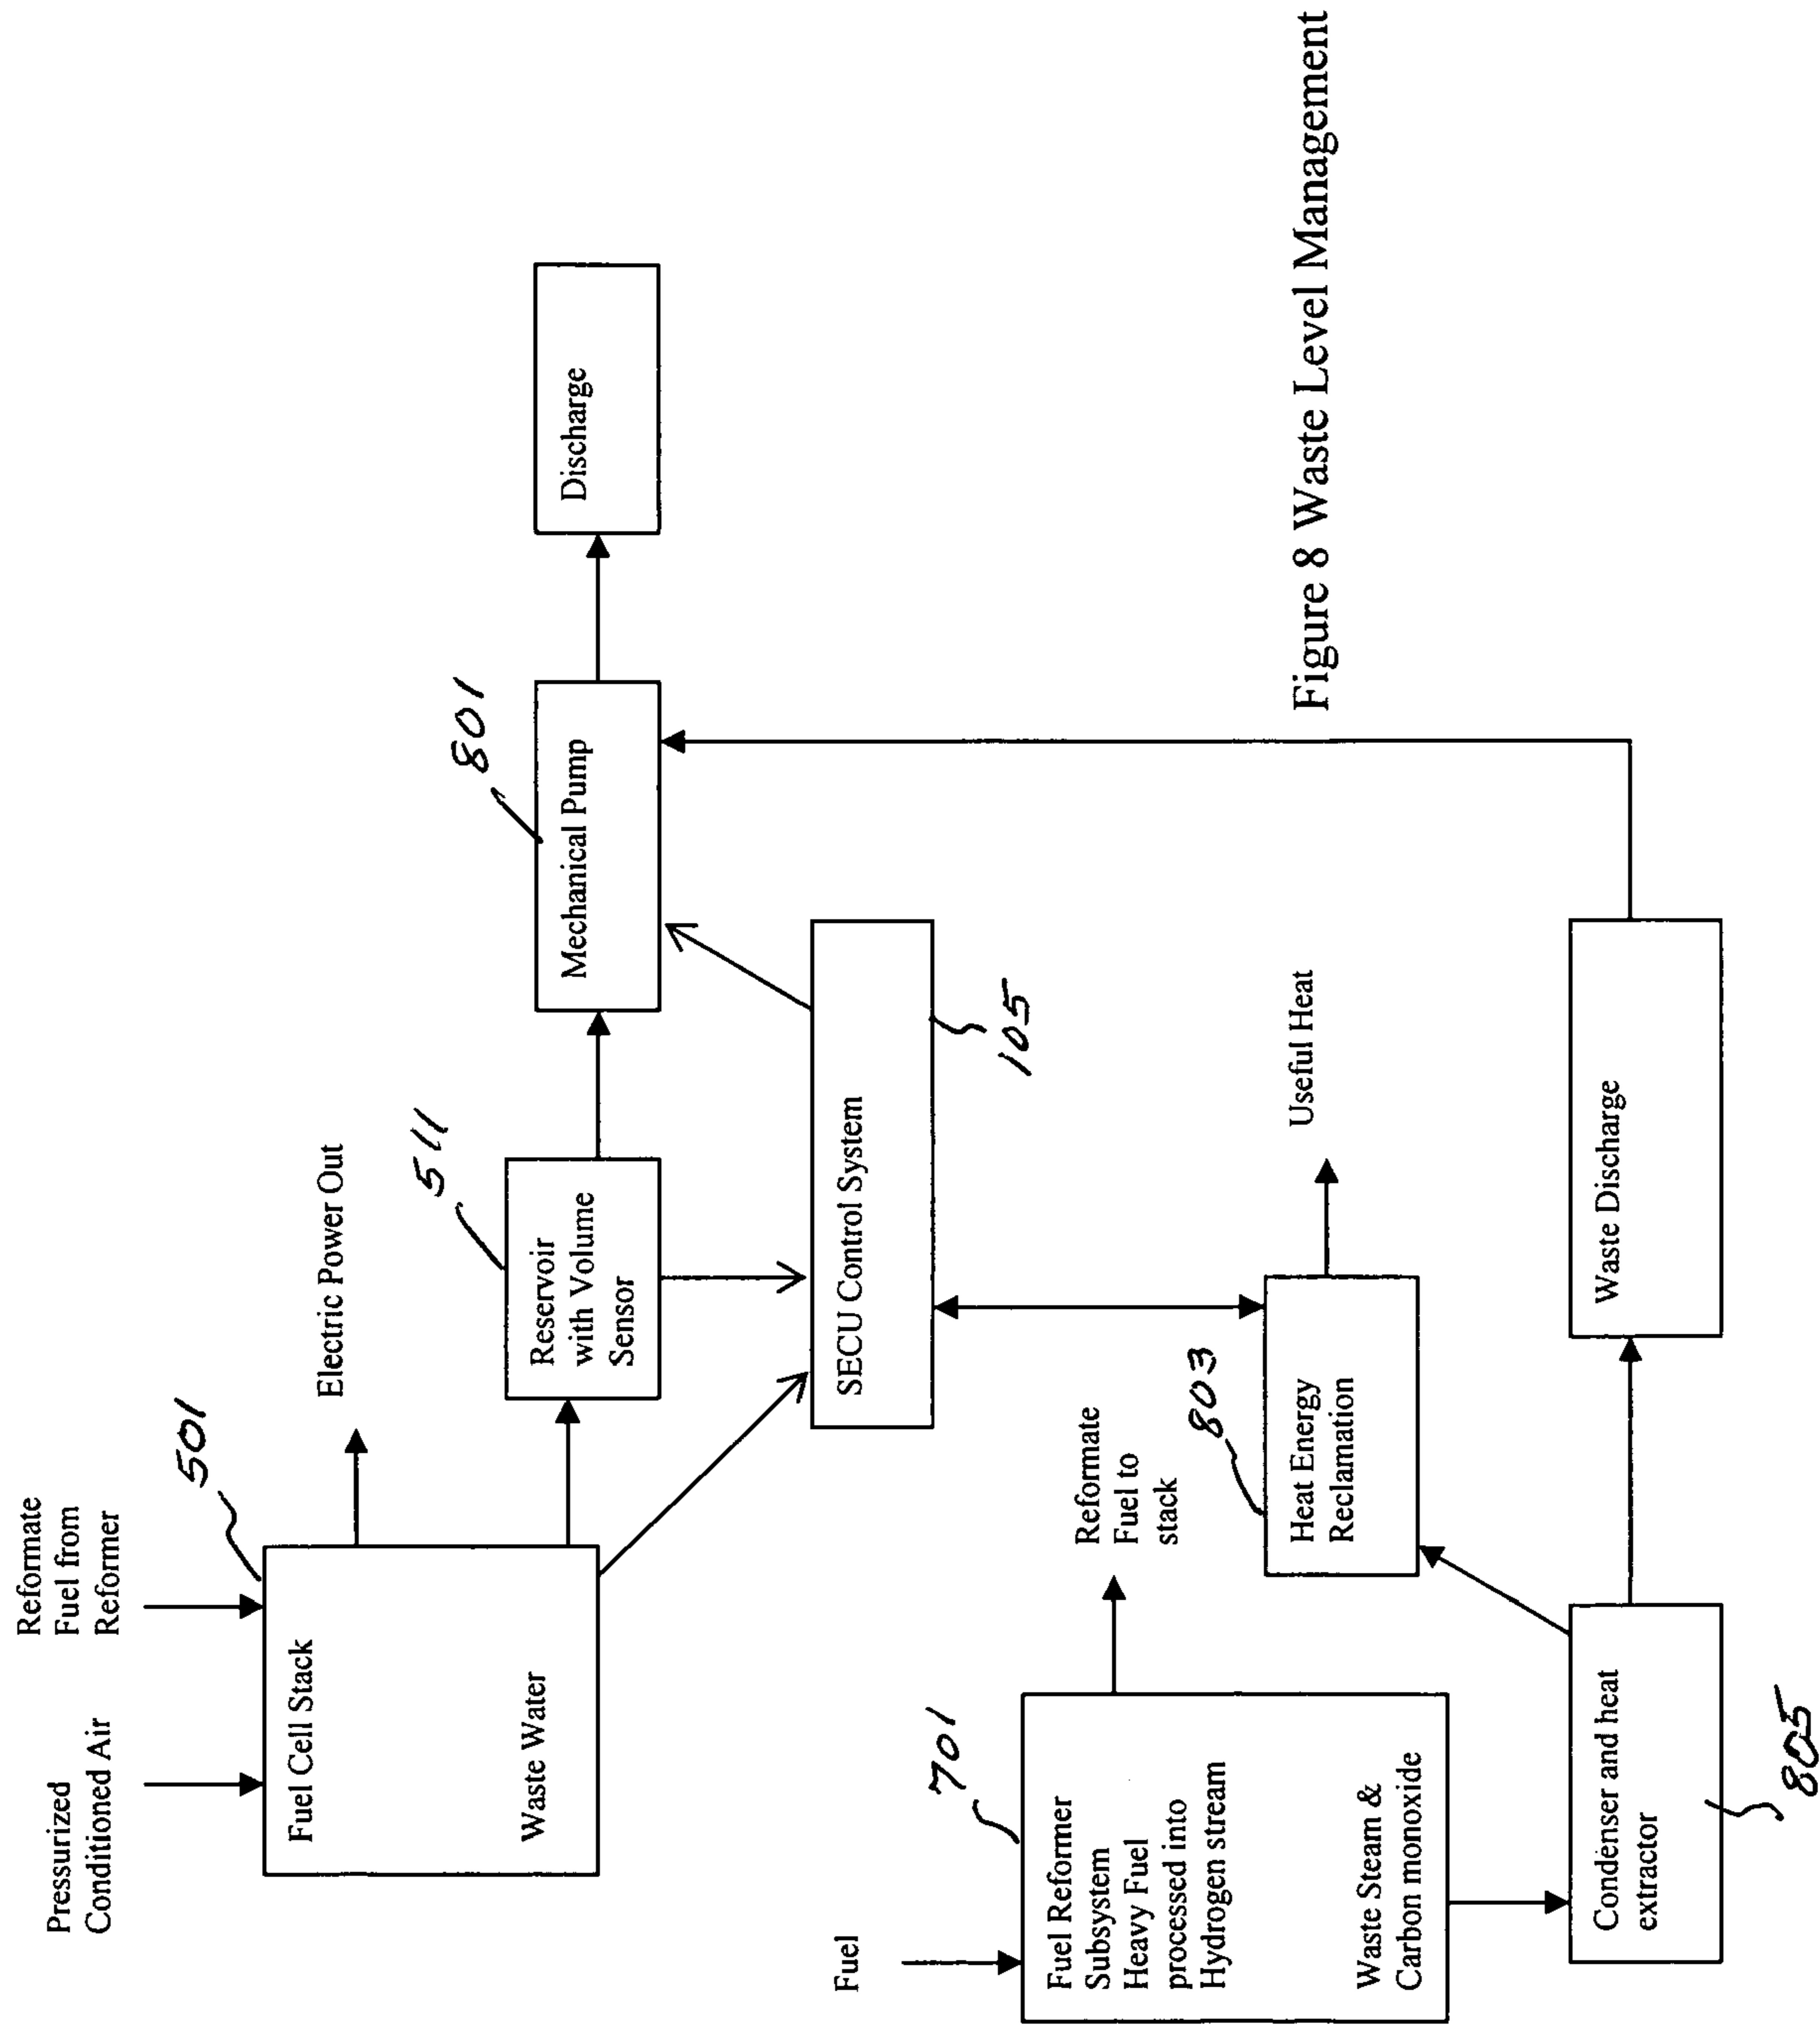 Pressurized
Conditioned Air
Reformate
Fuel from
Reformer
501
Fuel Cell Stack
Waste Water
Electric Power Out
511
Reservoir
with Volume
Sensor
801
Mechanical Pump
Discharge
SECU Control System
105
Fuel
701
Fuel Reformer
Subsystem
Heavy Fuel
processed into
Hydrogen stream
Waste Steam &
Carbon monoxide
Reformate
Fuel to
stack
803
Heat Energy
Reclamation
Useful Heat
Condenser and heat
extractor
805
Waste Discharge
Figure 8 Waste Level Management